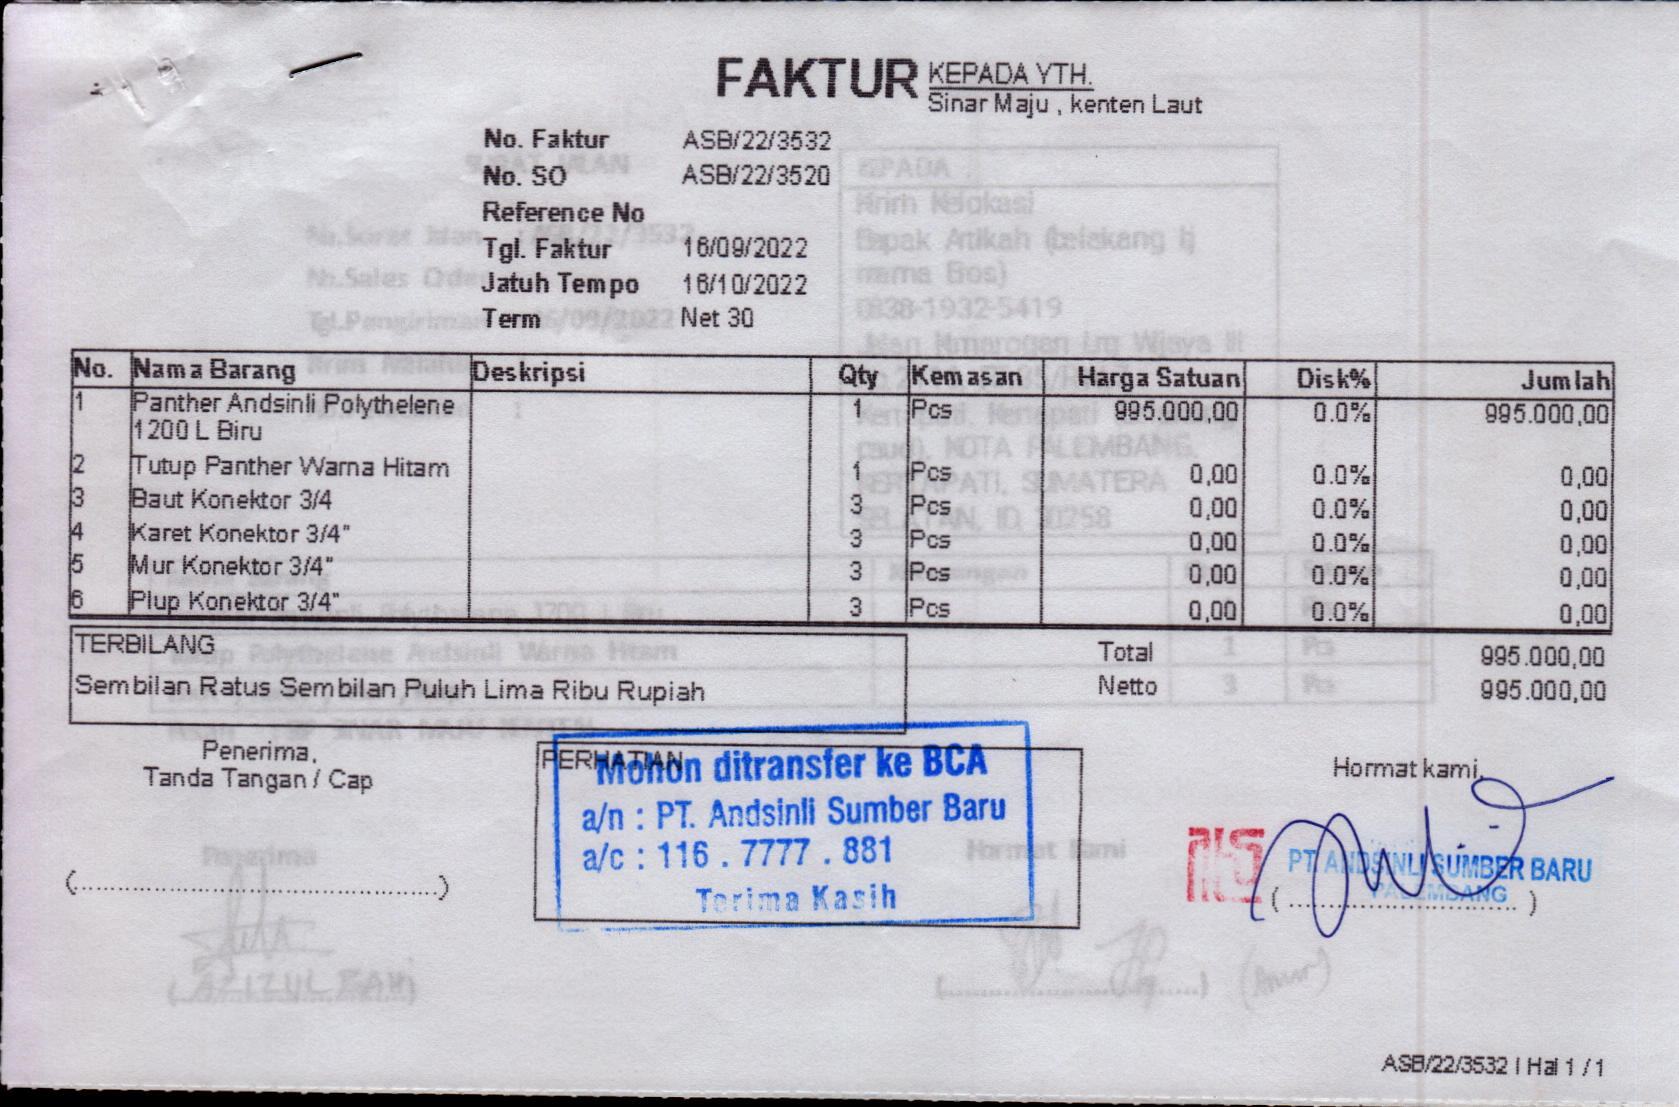 FAKTUR
KEPADA YTH.
Sinar Maju , kenten Laut
No. Faktur ASB/22/3532
No. SO ASB/22/3520
Reference No
Tgl. Faktur 16/09/2022
Jatuh Tempo 16/10/2022
Term Net 30
No. Nama Barang Deskripsi Qty Kemasan Harga Satuan Disk% Jumlah
1 Panther Andsinli Polythelene 1 Pcs 995.000,00 0.0% 995.000,00
1200 L Biru
2 Tutup Panther Warna Hitam 1 Pcs 0,00 0.0% 0,00
3 Baut Konektor 3/4 3 Pcs 0,00 0.0% 0,00
4 Karet Konektor 3/4" 3 Pcs 0,00 0.0% 0,00
5 Mur Konektor 3/4" 3 Pcs 0,00 0.0% 0,00
6 Plup Konektor 3/4" 3 Pcs 0,00 0.0% 0,00
TERBILANG
Sembilan Ratus Sembilan Puluh Lima Ribu Rupiah
Total 995.000,00
Netto 995.000,00
Penerima,
Tanda Tangan / Cap
PERHATIAN
Mohon ditransfer ke BCA
a/n : PT. Andsinli Sumber Baru
a/c : 116 . 7777 . 881
Terima Kasih
Hormat kami,
PT. ANDSINLI SUMBER BARU
PALEMBANG
ASB/22/3532 | Hal 1 / 1